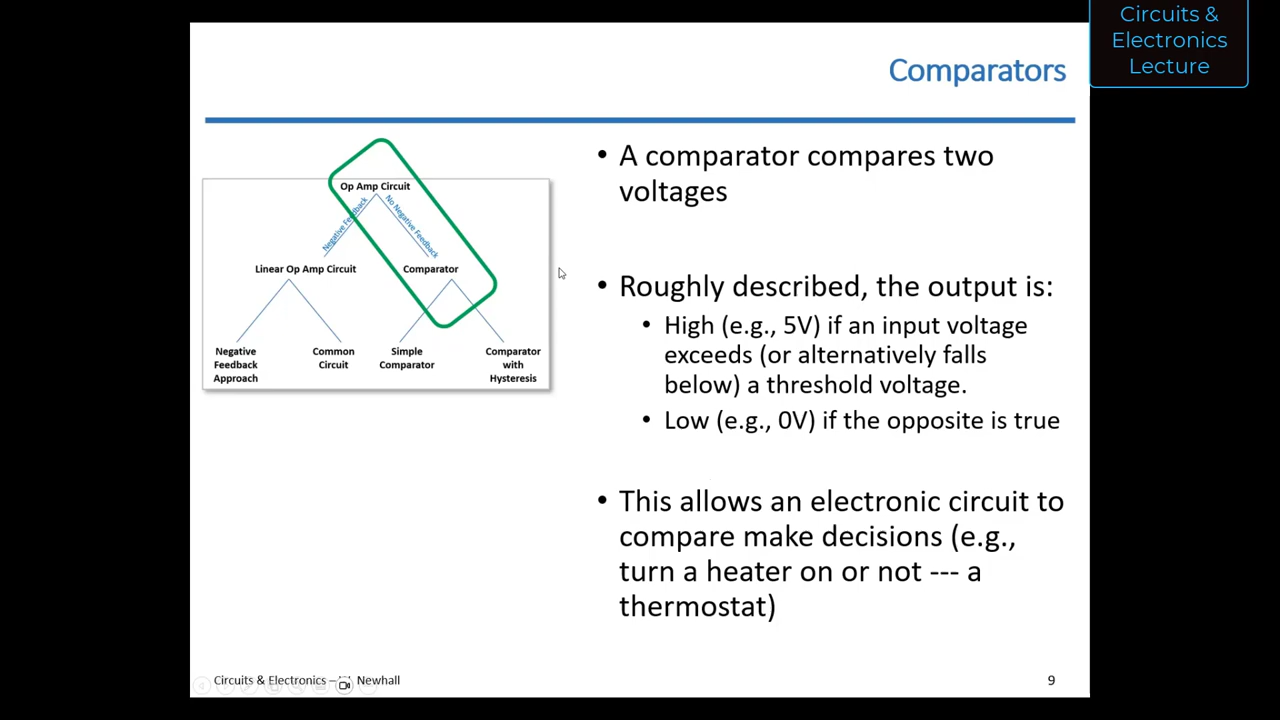 Circuits &
Electronics
Lecture
Comparators
Op Amp Circuit
Negative Feedback
No Negative Feedback
Linear Op Amp Circuit
Comparator
Negative
Feedback
Approach
Common
Circuit
Simple
Comparator
Comparator
with
Hysteresis
• A comparator compares two
voltages
• Roughly described, the output is:
• High (e.g., 5V) if an input voltage
exceeds (or alternatively falls
below) a threshold voltage.
• Low (e.g., 0V) if the opposite is true
• This allows an electronic circuit to
compare make decisions (e.g.,
turn a heater on or not --- a
thermostat)
Circuits & Electronics – Newhall
9